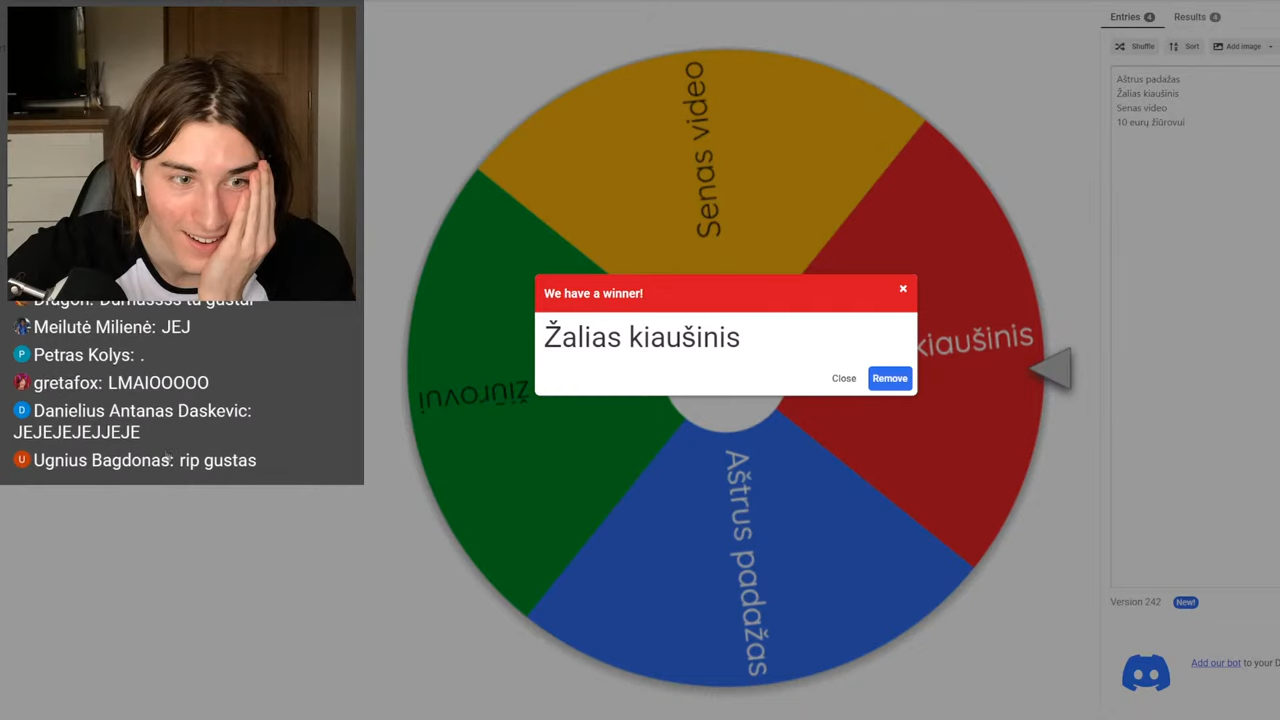 Meilutė Milienė: JEJ
Petras Kolys: .
gretafox: LMAIOOOOO
Danielius Antanas Daskevic:
JEJEJEJEJJEJE
Ugnius Bagdonas: rip gustas
Senas video
žiūrovui
kiaušinis
Aštrus padažas
We have a winner!
×
Žalias kiaušinis
Close
Remove
Entries 4
Results 4
Shuffle
Sort
Add image
Aštrus padažas
Žalias kiaušinis
Senas video
10 eurų žiūrovui
Version 242
New!
Add our bot to your D